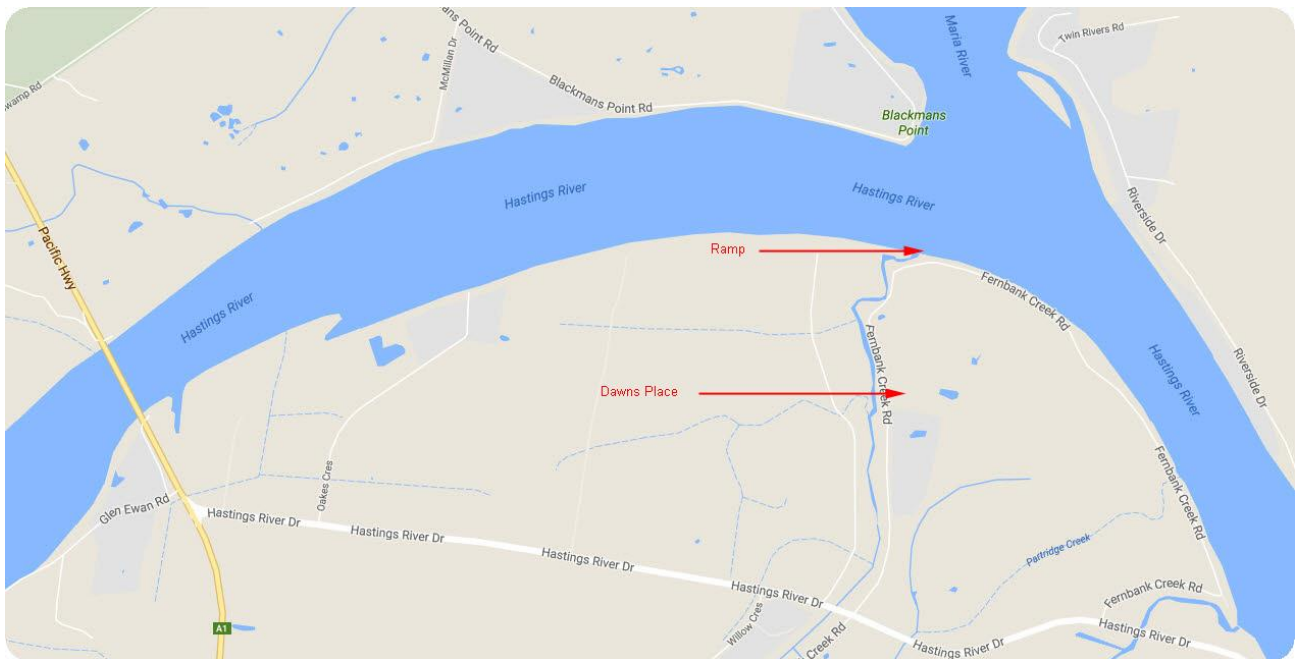 Maria River
Twin Rivers Rd
ans Point Rd
McMillan Dr
wamp Rd
Blackmans Point Rd
Blackmans
Point
Hastings River
Hastings River
Riverside Dr
Pacific Hwy
Ramp
Fernbank Creek Rd
Hastings River
Fernbank Creek Rd
Hastings River
Riverside Dr
Dawns Place
Oakes Cres
Fernbank Creek Rd
Glen Ewan Rd
Hastings River Dr
Hastings River Dr
Hastings River Dr
Partridge Creek
Hastings River Dr
Fernbank Creek Rd
Willow Cres
A1
Creek Rd
Hastings River Dr
Hastings River Dr